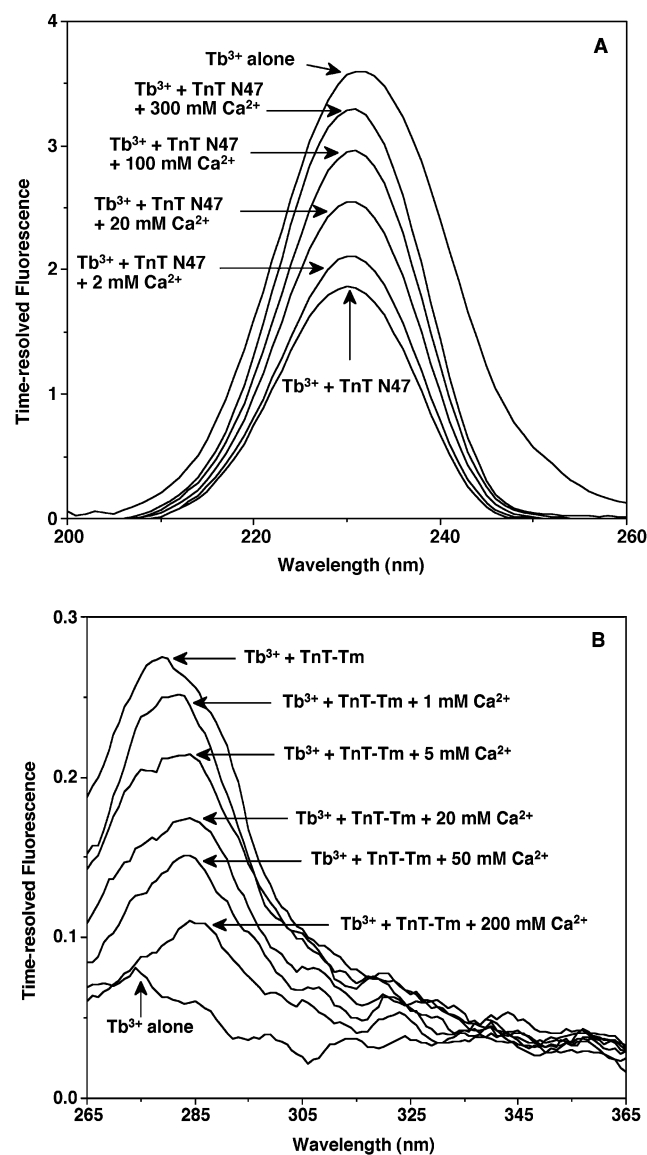 A
Tb³⁺ alone
Tb³⁺ + TnT N47
+ 300 mM Ca²⁺
Tb³⁺ + TnT N47
+ 100 mM Ca²⁺
Tb³⁺ + TnT N47
+ 20 mM Ca²⁺
Tb³⁺ + TnT N47
+ 2 mM Ca²⁺
Tb³⁺ + TnT N47
Time-resolved Fluorescence
4
3
2
1
0
200 220 240 260
Wavelength (nm)
B
Tb³⁺ + TnT-Tm
Tb³⁺ + TnT-Tm + 1 mM Ca²⁺
Tb³⁺ + TnT-Tm + 5 mM Ca²⁺
Tb³⁺ + TnT-Tm + 20 mM Ca²⁺
Tb³⁺ + TnT-Tm + 50 mM Ca²⁺
Tb³⁺ + TnT-Tm + 200 mM Ca²⁺
Tb³⁺ alone
Time-resolved Fluorescence
0.3
0.2
0.1
0.0
265 285 305 325 345 365
Wavelength (nm)